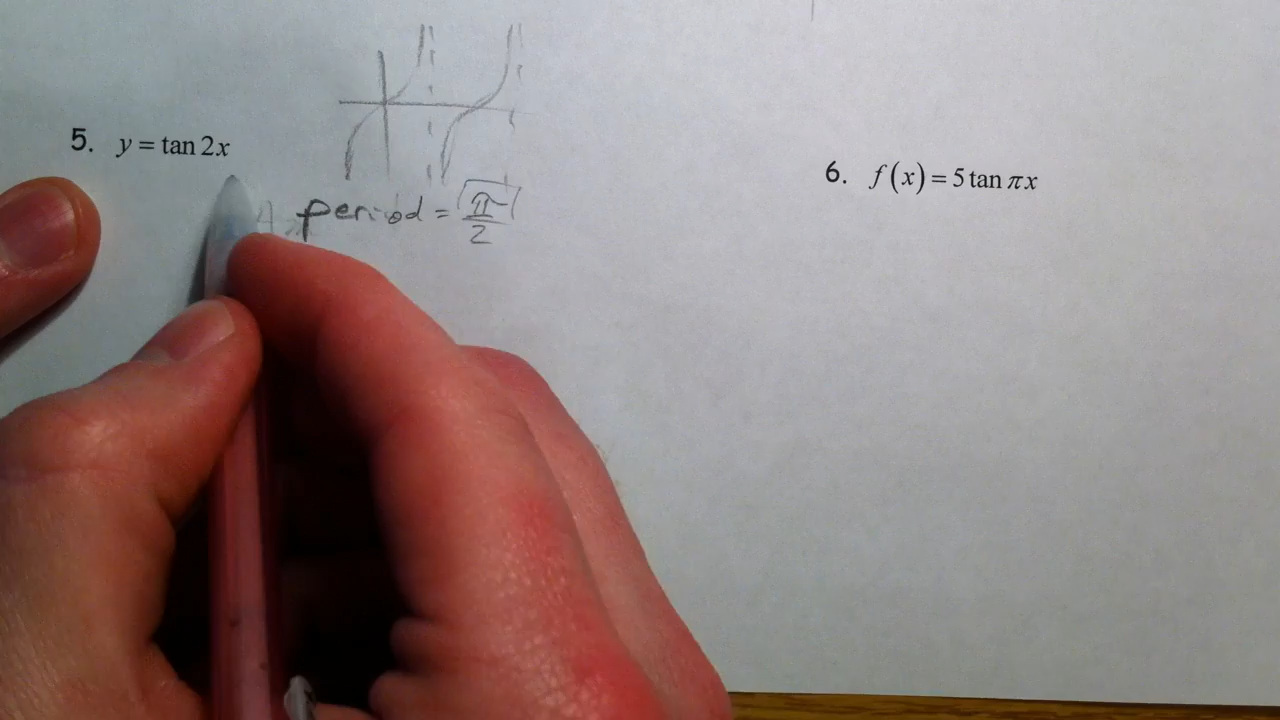 5. y = tan 2x
period = π/2
6. f(x) = 5 tan πx